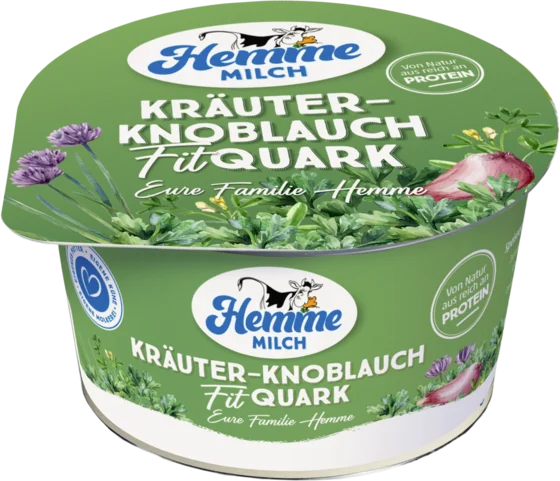 Hemme
MILCH
Von Natur
aus reich an
PROTEIN
KRÄUTER-
KNOBLAUCH
FitQUARK
Eure Familie Hemme
Hemme
MILCH
Von Natur
aus reich an
PROTEIN
KRÄUTER-KNOBLAUCH
FitQUARK
Eure Familie Hemme